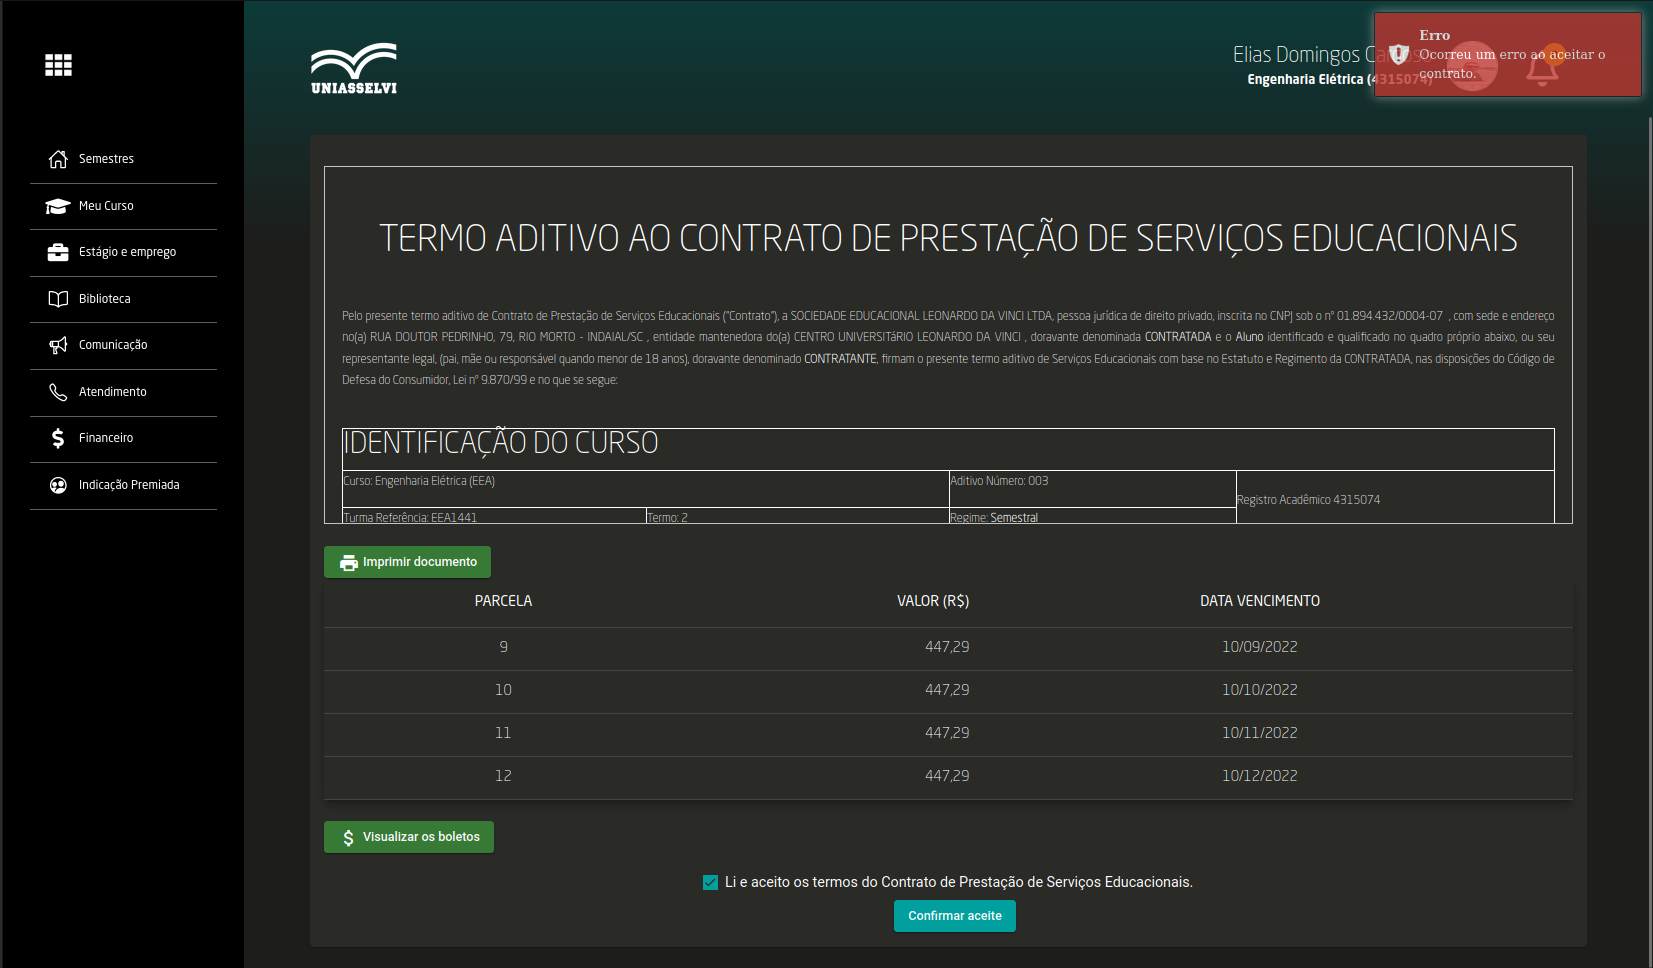 UNIASSELVI
Elias Domingos
Engenharia Elétrica (4315074)
Erro
Ocorreu um erro ao aceitar o
contrato.
Semestres
Meu Curso
Estágio e emprego
Biblioteca
Comunicação
Atendimento
Financeiro
Indicação Premiada
TERMO ADITIVO AO CONTRATO DE PRESTAÇÃO DE SERVIÇOS EDUCACIONAIS
Pelo presente termo aditivo de Contrato de Prestação de Serviços Educacionais ("Contrato"), a SOCIEDADE EDUCACIONAL LEONARDO DA VINCI LTDA, pessoa jurídica de direito privado, inscrita no CNPJ sob o nº 01.894.432/0004-07 , com sede e endereço
no(a) RUA DOUTOR PEDRINHO, 79, RIO MORTO - INDAIAL/SC , entidade mantenedora do(a) CENTRO UNIVERSITáRIO LEONARDO DA VINCI , doravante denominada CONTRATADA e o Aluno identificado e qualificado no quadro próprio abaixo, ou seu
representante legal, (pai, mãe ou responsável quando menor de 18 anos), doravante denominado CONTRATANTE, firmam o presente termo aditivo de Serviços Educacionais com base no Estatuto e Regimento da CONTRATADA, nas disposições do Código de
Defesa do Consumidor, Lei nº 9.870/99 e no que se segue:
IDENTIFICAÇÃO DO CURSO
Curso: Engenharia Elétrica (EEA) Aditivo Número: 003
Registro Acadêmico 4315074
Turma Referência: EEA1441 Termo: 2 Regime: Semestral
Imprimir documento
PARCELA VALOR (R$) DATA VENCIMENTO
9 447,29 10/09/2022
10 447,29 10/10/2022
11 447,29 10/11/2022
12 447,29 10/12/2022
Visualizar os boletos
Li e aceito os termos do Contrato de Prestação de Serviços Educacionais.
Confirmar aceite